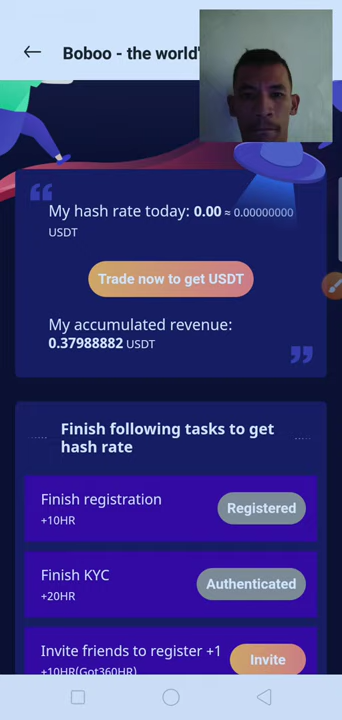 Boboo - the world'
My hash rate today: 0.00 ≈ 0.00000000
USDT
Trade now to get USDT
My accumulated revenue:
0.37988882 USDT
Finish following tasks to get
hash rate
Finish registration
+10HR
Registered
Finish KYC
+20HR
Authenticated
Invite friends to register +1
+10HR(Got360HR)
Invite